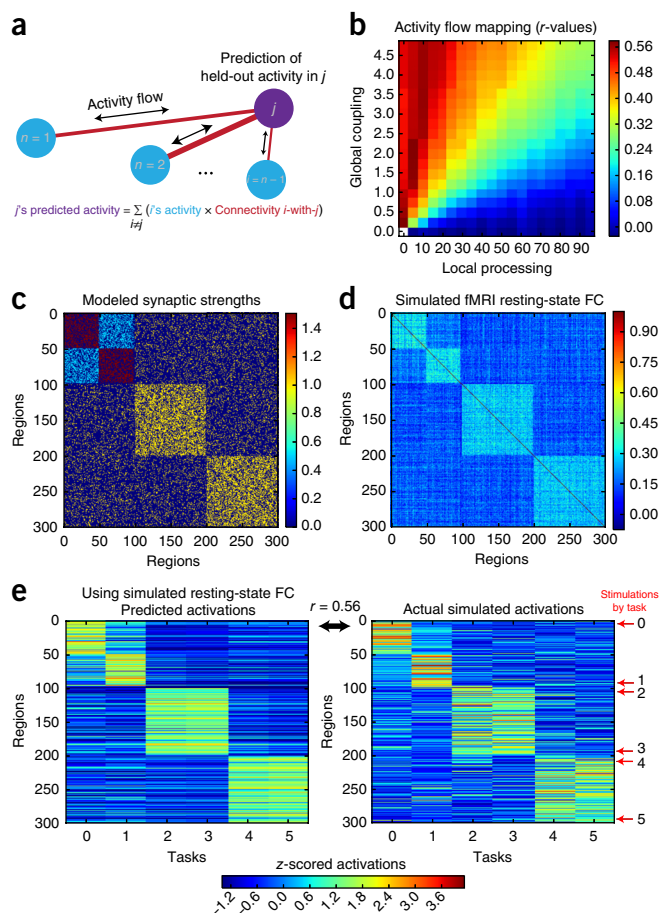 a
Prediction of
held-out activity in j
Activity flow
j
n = 1
n = 2
...
= n – 1
j's predicted activity = ∑ (i's activity × Connectivity i-with-j)
i≠j
b
Activity flow mapping (r-values)
Global coupling
4.5
4.0
3.5
3.0
2.5
2.0
1.5
1.0
0.5
0.0
0 10 20 30 40 50 60 70 80 90
Local processing
0.56
0.48
0.40
0.32
0.24
0.16
0.08
0.00
c
Modeled synaptic strengths
Regions
0
50
100
150
200
250
300
0 50 100 150 200 250 300
Regions
1.4
1.2
1.0
0.8
0.6
0.4
0.2
0.0
d
Simulated fMRI resting-state FC
Regions
0
50
100
150
200
250
300
0 50 100 150 200 250 300
Regions
0.90
0.75
0.60
0.45
0.30
0.15
0.00
e
Using simulated resting-state FC
Predicted activations
r = 0.56
Actual simulated activations
Stimulations
by task
Regions
0
50
100
150
200
250
300
0 1 2 3 4 5
Tasks
Regions
0
50
100
150
200
250
300
0 1 2 3 4 5
Tasks
0
1
2
3
4
5
z-scored activations
–1.2 –0.5 0.0 0.6 1.2 1.8 2.4 3.0 3.6